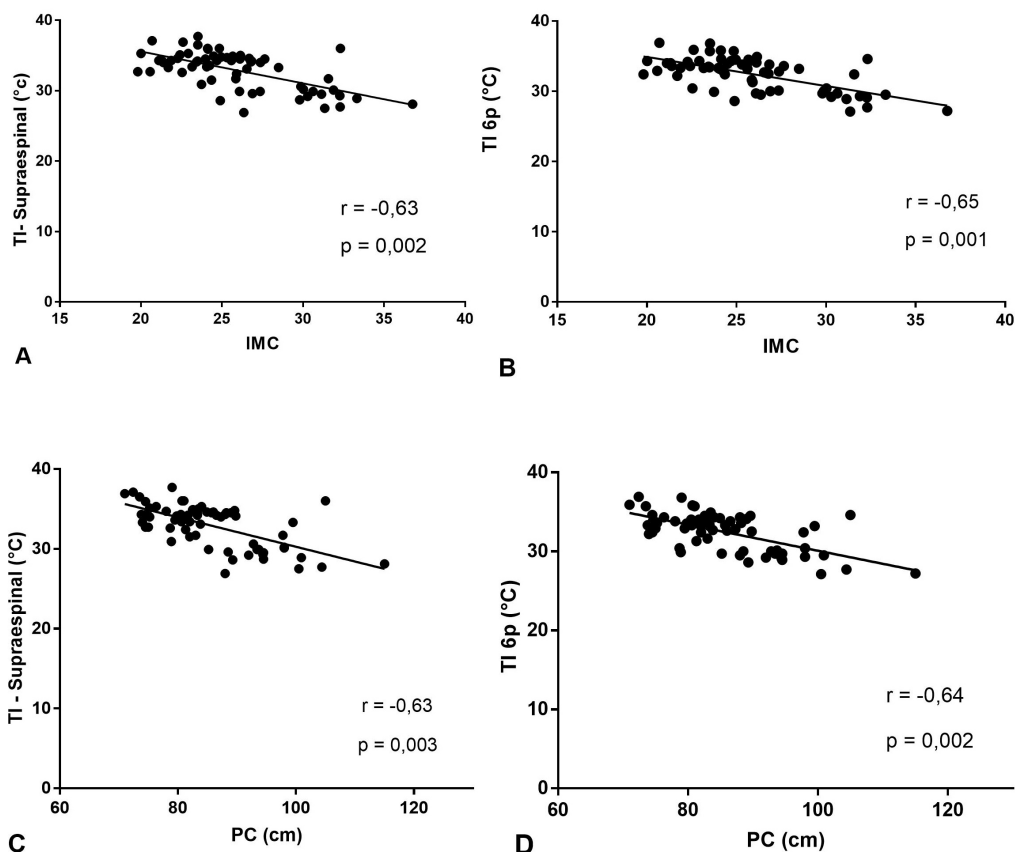 TI- Supraespinal (°c)
40
30
20
10
0
15 20 25 30 35 40
IMC
r = -0,63
p = 0,002
A
TI 6p (°C)
40
30
20
10
0
15 20 25 30 35 40
IMC
r = -0,65
p = 0,001
B
TI - Supraespinal (°C)
40
30
20
10
0
60 80 100 120
PC (cm)
r = -0,63
p = 0,003
C
TI 6p (°C)
40
30
20
10
0
60 80 100 120
PC (cm)
r = -0,64
p = 0,002
D